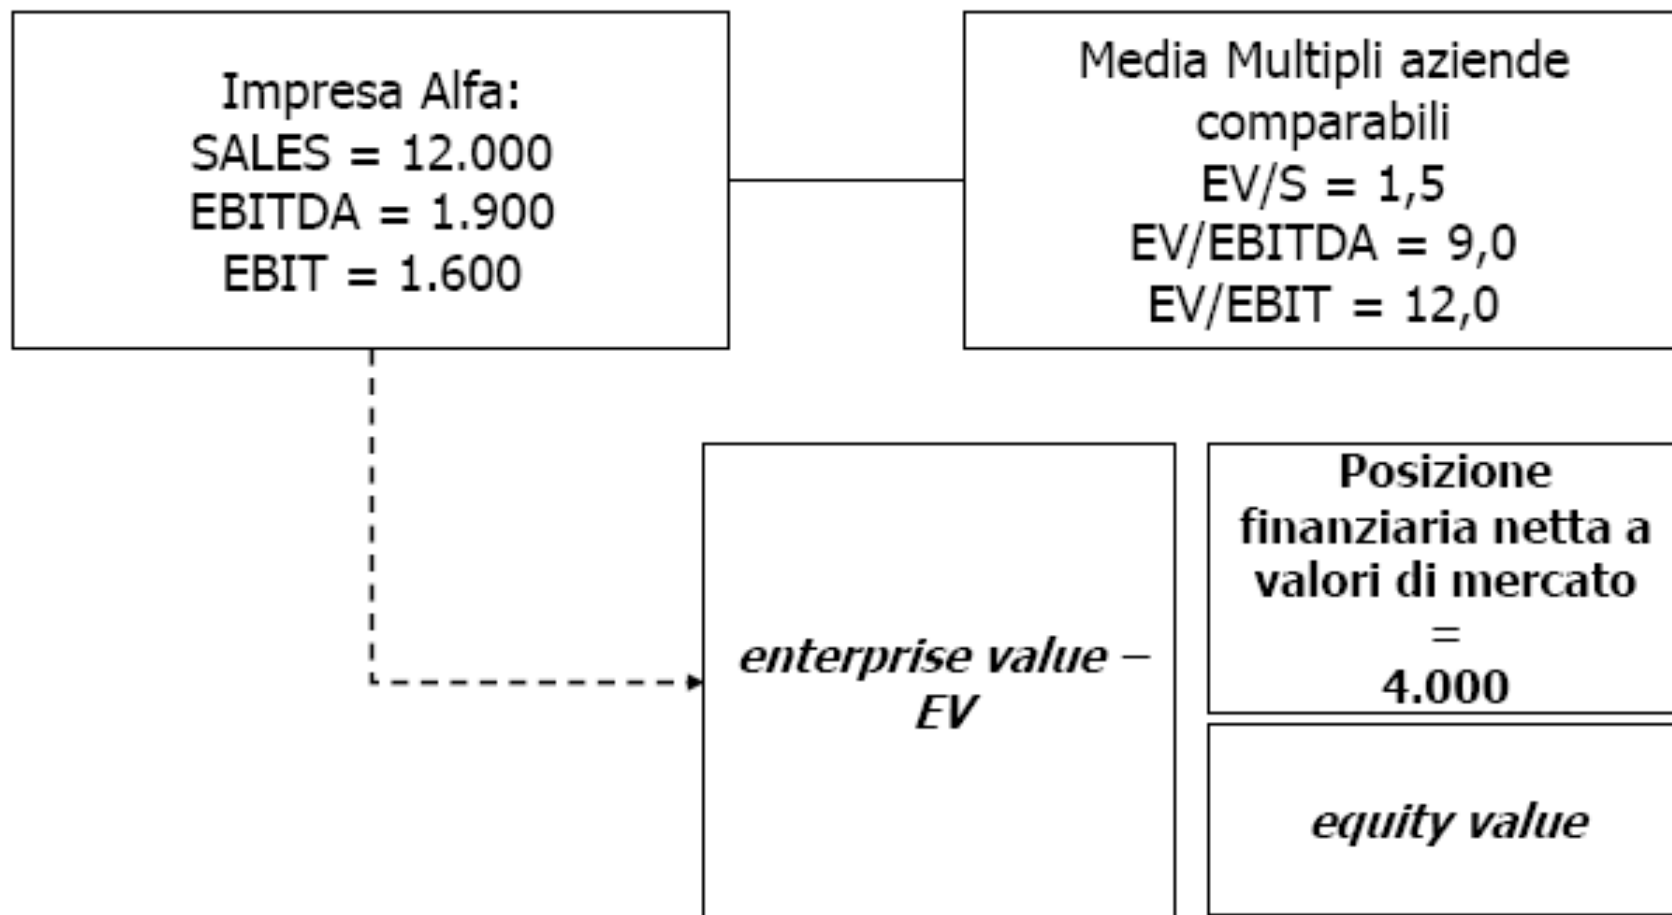 Impresa Alfa:
SALES = 12.000
EBITDA = 1.900
EBIT = 1.600
Media Multipli aziende
comparabili
EV/S = 1,5
EV/EBITDA = 9,0
EV/EBIT = 12,0
enterprise value –
EV
Posizione
finanziaria netta a
valori di mercato
=
4.000
equity value